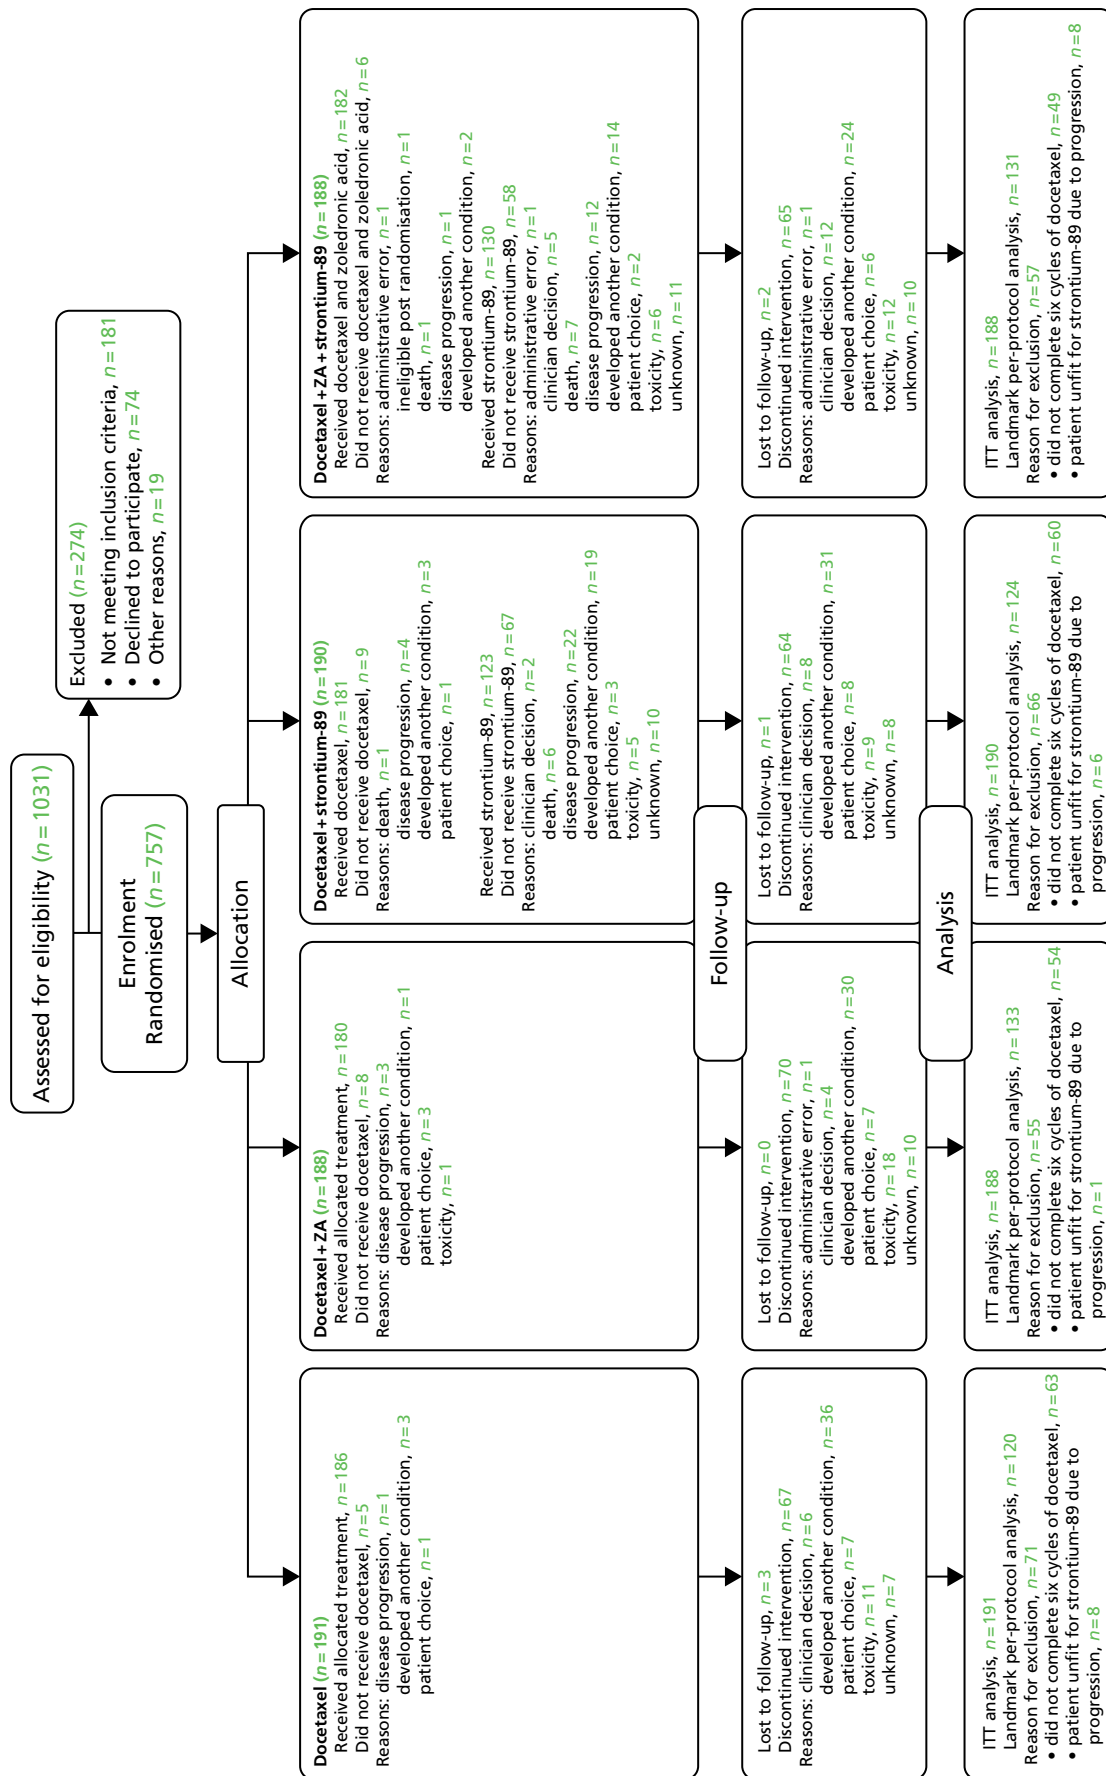 Assessed for eligibility (n=1031)
Excluded (n=274)
• Not meeting inclusion criteria, n=181
• Declined to participate, n=74
• Other reasons, n=19
Enrolment
Randomised (n=757)
Allocation
Docetaxel (n=191)
Received allocated treatment, n=186
Did not receive docetaxel, n=5
Reasons: disease progression, n=1
developed another condition, n=3
patient choice, n=1
Docetaxel+ZA (n=188)
Received allocated treatment, n=180
Did not receive docetaxel, n=8
Reasons: disease progression, n=3
developed another condition, n=1
patient choice, n=3
toxicity, n=1
Docetaxel+strontium-89 (n=190)
Received docetaxel, n=181
Did not receive docetaxel, n=9
Reasons: death, n=1
disease progression, n=4
developed another condition, n=3
patient choice, n=1
Received strontium-89, n=123
Did not receive strontium-89, n=67
Reasons: clinician decision, n=2
death, n=6
disease progression, n=22
developed another condition, n=19
patient choice, n=3
toxicity, n=5
unknown, n=10
Docetaxel+ZA+strontium-89 (n=188)
Received docetaxel and zoledronic acid, n=182
Did not receive docetaxel and zoledronic acid, n=6
Reasons: administrative error, n=1
ineligible post randomisation, n=1
death, n=1
disease progression, n=1
developed another condition, n=2
Received strontium-89, n=130
Did not receive strontium-89, n=58
Reasons: administrative error, n=1
clinician decision, n=5
death, n=7
disease progression, n=12
developed another condition, n=14
patient choice, n=2
toxicity, n=6
unknown, n=11
Follow-up
Lost to follow-up, n=3
Discontinued intervention, n=67
Reasons: clinician decision, n=6
developed another condition, n=36
patient choice, n=7
toxicity, n=11
unknown, n=7
Lost to follow-up, n=0
Discontinued intervention, n=70
Reasons: administrative error, n=1
clinician decision, n=4
developed another condition, n=30
patient choice, n=7
toxicity, n=18
unknown, n=10
Lost to follow-up, n=1
Discontinued intervention, n=64
Reasons: clinician decision, n=8
developed another condition, n=31
patient choice, n=8
toxicity, n=9
unknown, n=8
Lost to follow-up, n=2
Discontinued intervention, n=65
Reasons: administrative error, n=1
clinician decision, n=12
developed another condition, n=24
patient choice, n=6
toxicity, n=12
unknown, n=10
Analysis
ITT analysis, n=191
Landmark per-protocol analysis, n=120
Reason for exclusion, n=71
• did not complete six cycles of docetaxel, n=63
• patient unfit for strontium-89 due to
progression, n=8
ITT analysis, n=188
Landmark per-protocol analysis, n=133
Reason for exclusion, n=55
• did not complete six cycles of docetaxel, n=54
• patient unfit for strontium-89 due to
progression, n=1
ITT analysis, n=190
Landmark per-protocol analysis, n=124
Reason for exclusion, n=66
• did not complete six cycles of docetaxel, n=60
• patient unfit for strontium-89 due to
progression, n=6
ITT analysis, n=188
Landmark per-protocol analysis, n=131
Reason for exclusion, n=57
• did not complete six cycles of docetaxel, n=49
• patient unfit for strontium-89 due to progression, n=8